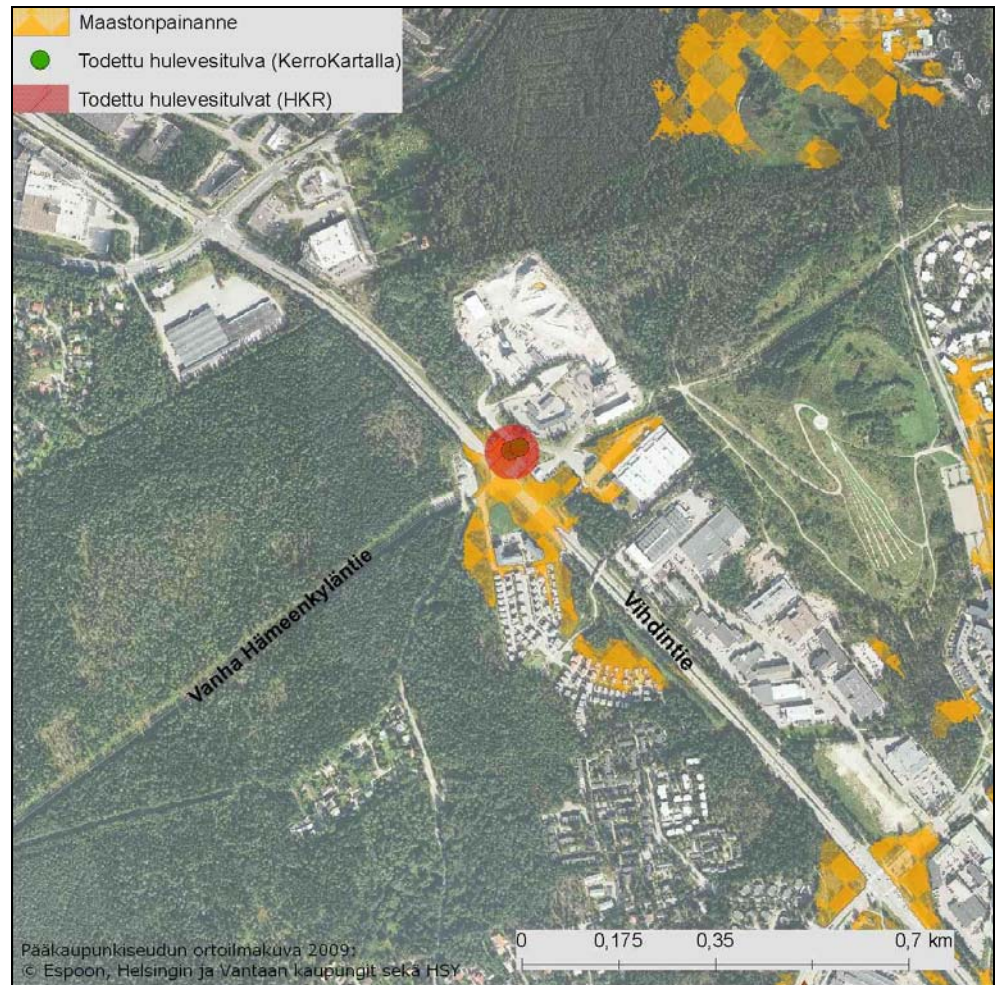 Maastonpainanne
Todettu hulevesitulva (KerroKartalla)
Todettu hulevesitulvat (HKR)
Vanha Hämeenkyläntie
Vihdintie
0 0,175 0,35 0,7 km
Pääkaupunkiseudun ortoilmakuva 2009:
© Espoon, Helsingin ja Vantaan kaupungit sekä HSY